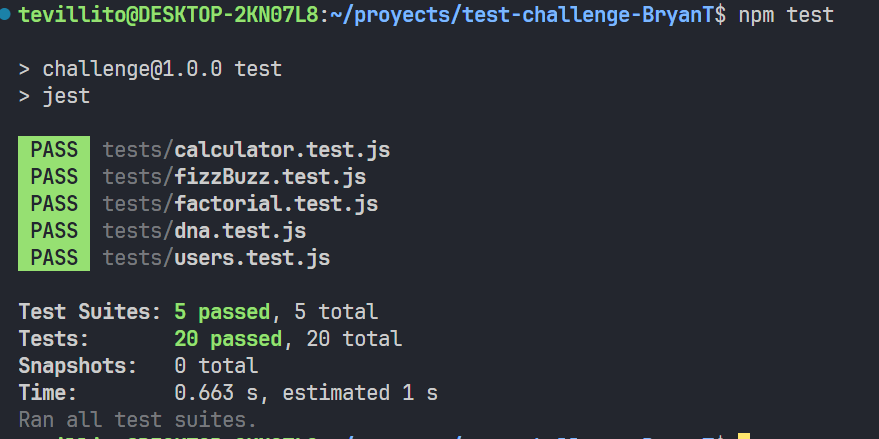 tevillito@DESKTOP-2KN07L8:~/proyects/test-challenge-BryanT$ npm test
> challenge@1.0.0 test
> jest
PASS tests/calculator.test.js
PASS tests/fizzBuzz.test.js
PASS tests/factorial.test.js
PASS tests/dna.test.js
PASS tests/users.test.js
Test Suites: 5 passed, 5 total
Tests: 20 passed, 20 total
Snapshots: 0 total
Time: 0.663 s, estimated 1 s
Ran all test suites.